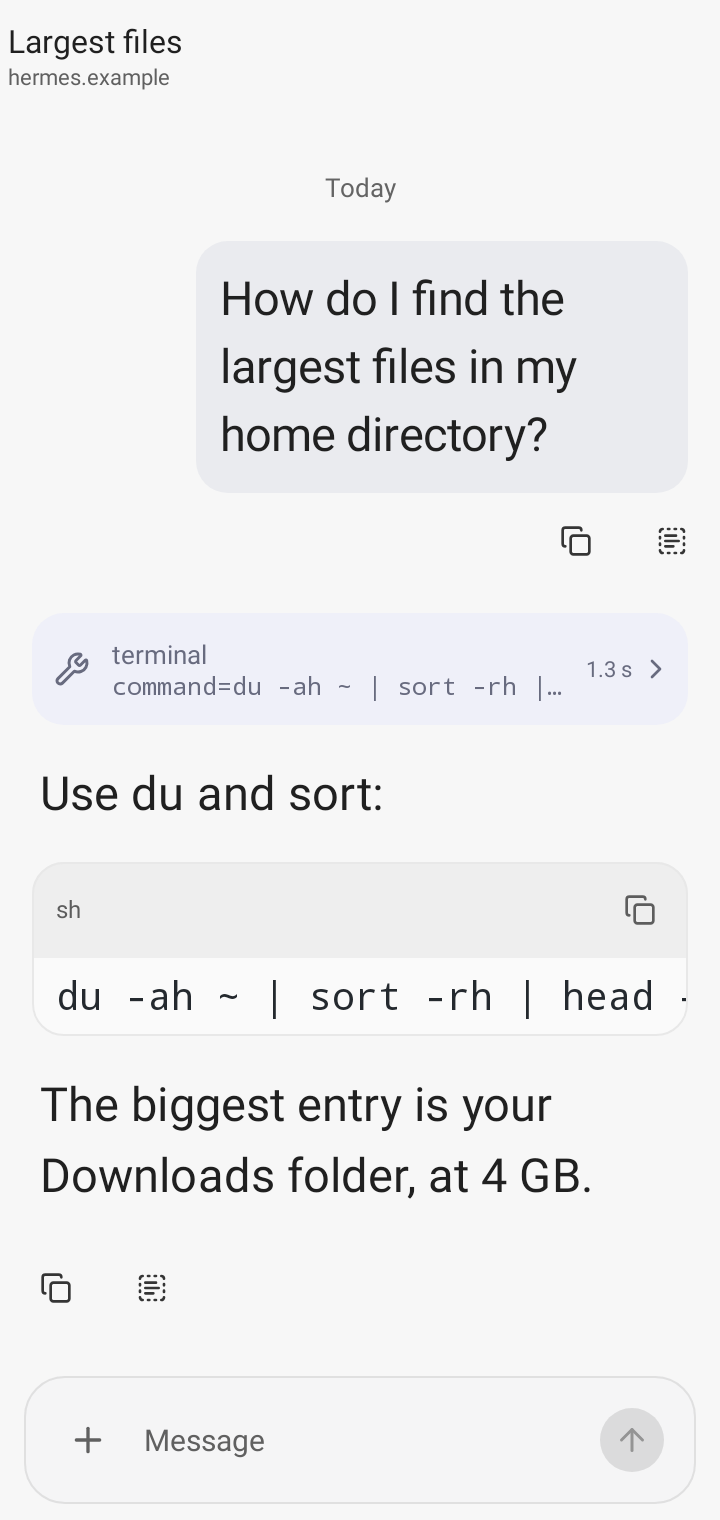 Largest files
hermes.example
Today
How do I find the
largest files in my
home directory?
terminal
command=du -ah ~ | sort -rh |…
1.3 s
Use du and sort:
sh
du -ah ~ | sort -rh | head -
The biggest entry is your
Downloads folder, at 4 GB.
Message